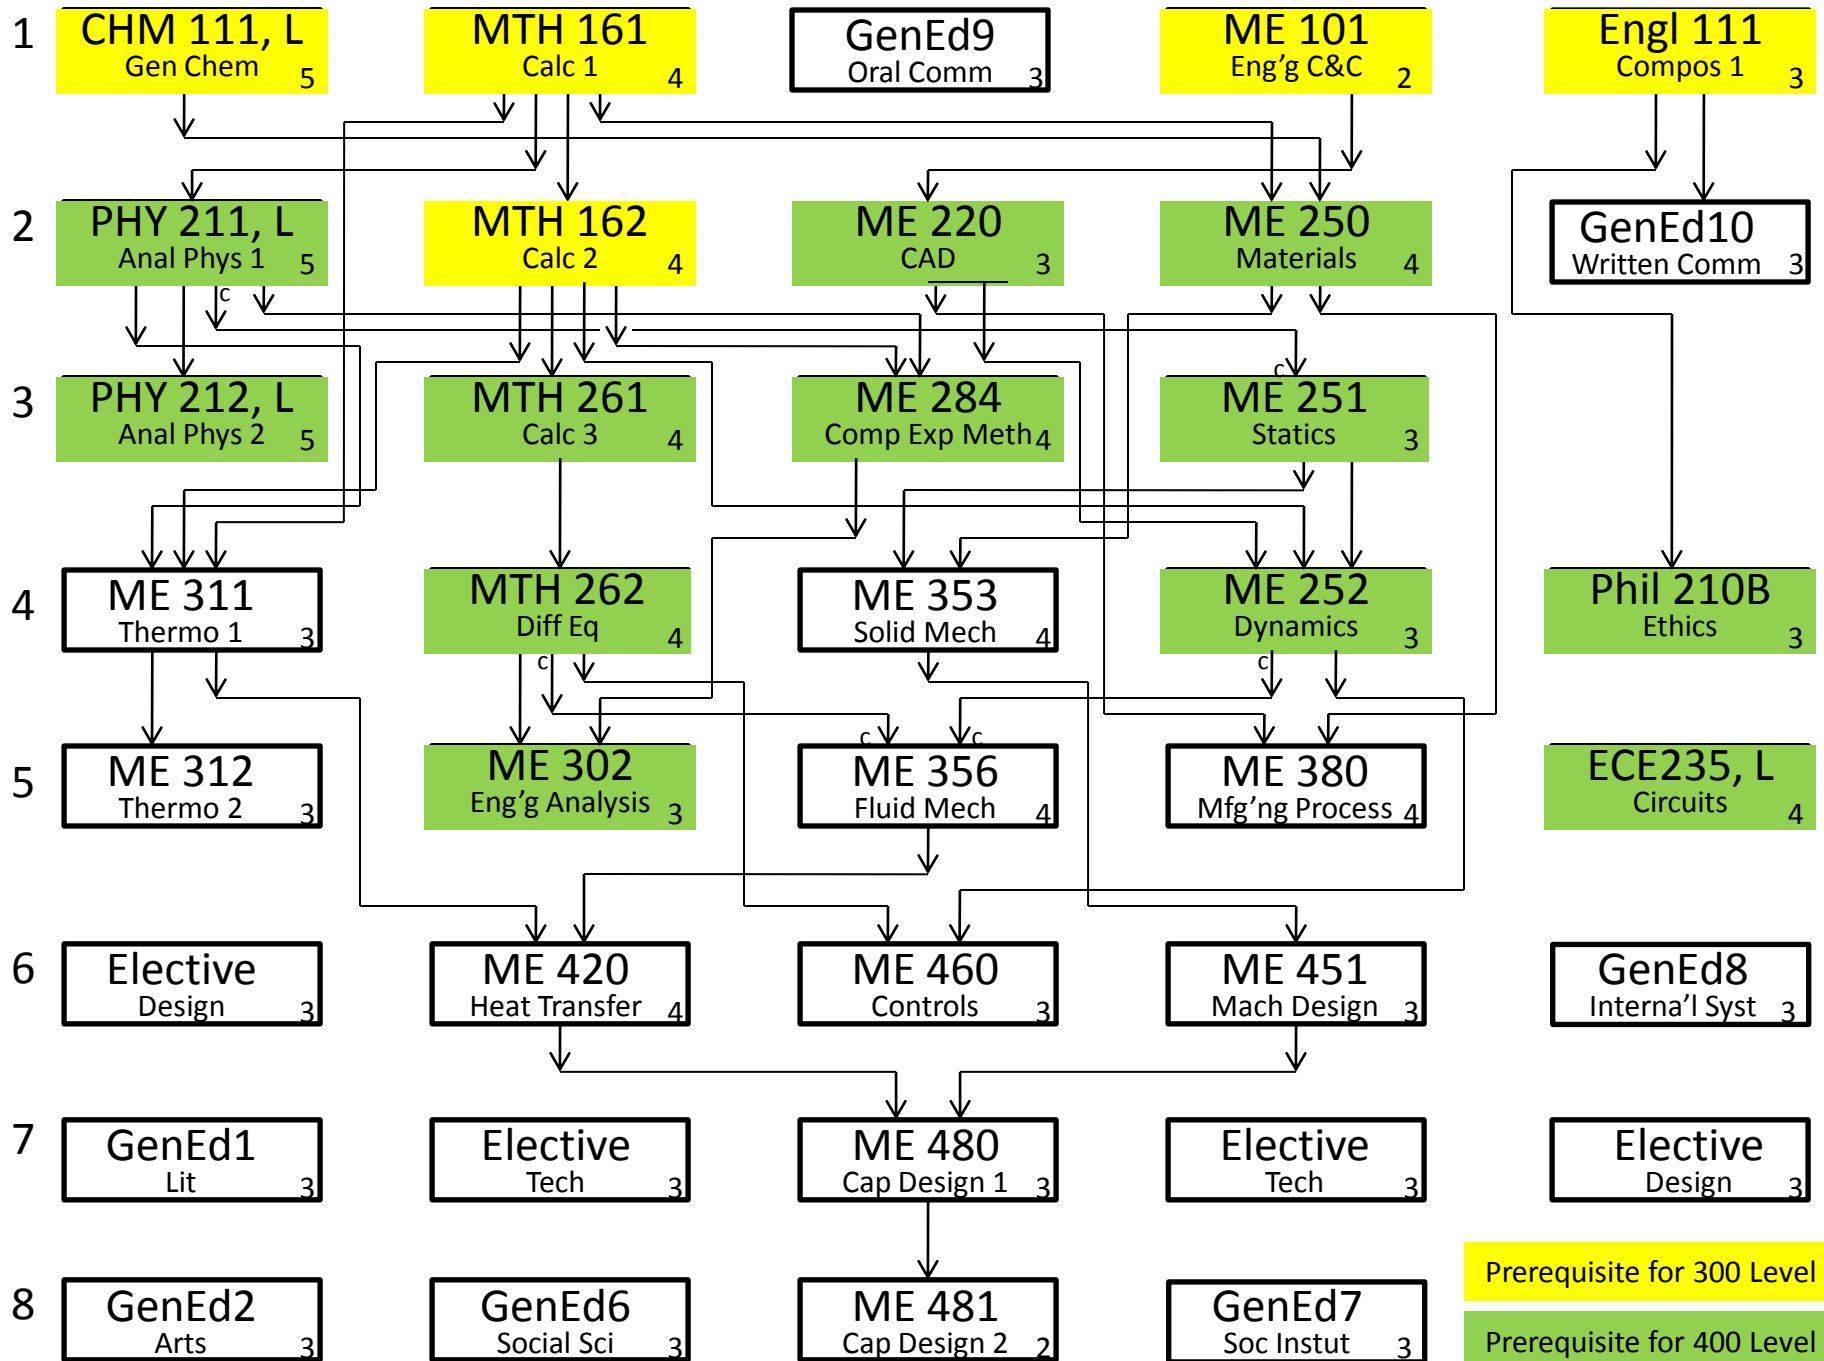 1
CHM 111, L
Gen Chem 5
MTH 161
Calc 1 4
GenEd9
Oral Comm 3
ME 101
Eng’g C&C 2
Engl 111
Compos 1 3
2
PHY 211, L
Anal Phys 1 5
c
MTH 162
Calc 2 4
ME 220
CAD 3
ME 250
Materials 4
GenEd10
Written Comm 3
3
PHY 212, L
Anal Phys 2 5
MTH 261
Calc 3 4
ME 284
Comp Exp Meth 4
c
ME 251
Statics 3
4
ME 311
Thermo 1 3
MTH 262
Diff Eq 4
c
ME 353
Solid Mech 4
ME 252
Dynamics 3
c
Phil 210B
Ethics 3
5
ME 312
Thermo 2 3
ME 302
Eng’g Analysis 3
c c
ME 356
Fluid Mech 4
ME 380
Mfg’ng Process 4
ECE235, L
Circuits 4
6
Elective
Design 3
ME 420
Heat Transfer 4
ME 460
Controls 3
ME 451
Mach Design 3
GenEd8
Interna’l Syst 3
7
GenEd1
Lit 3
Elective
Tech 3
ME 480
Cap Design 1 3
Elective
Tech 3
Elective
Design 3
8
GenEd2
Arts 3
GenEd6
Social Sci 3
ME 481
Cap Design 2 2
GenEd7
Soc Instut 3
Prerequisite for 300 Level
Prerequisite for 400 Level